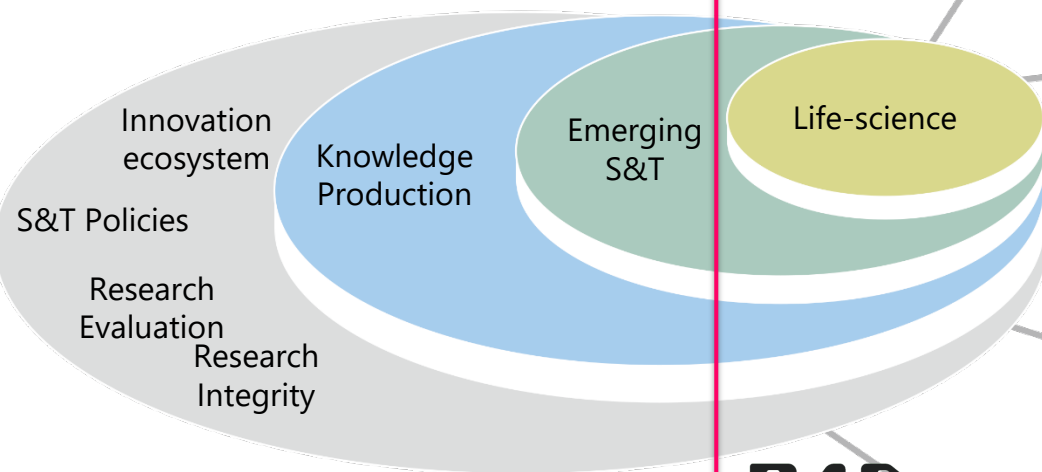 Innovation
ecosystem
Knowledge
Production
Emerging
S&T
Life-science
S&T Policies
Research
Evaluation
Research
Integrity